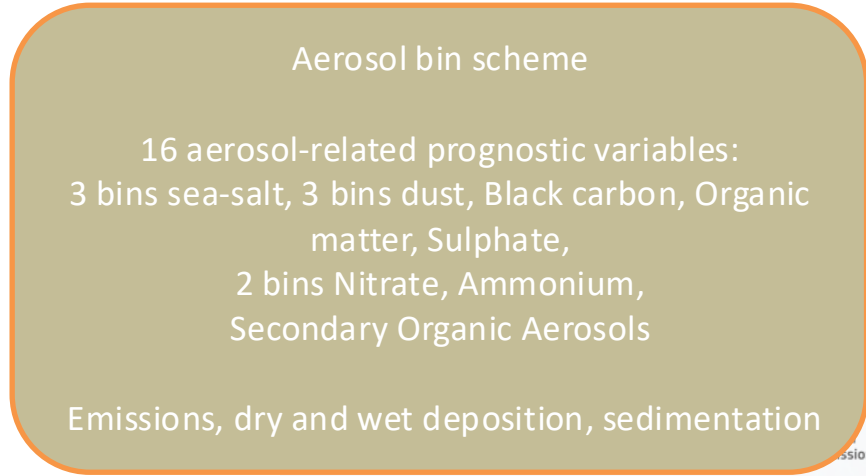 Aerosol bin scheme
16 aerosol-related prognostic variables:
3 bins sea-salt, 3 bins dust, Black carbon, Organic
matter, Sulphate,
2 bins Nitrate, Ammonium,
Secondary Organic Aerosols
Emissions, dry and wet deposition, sedimentation